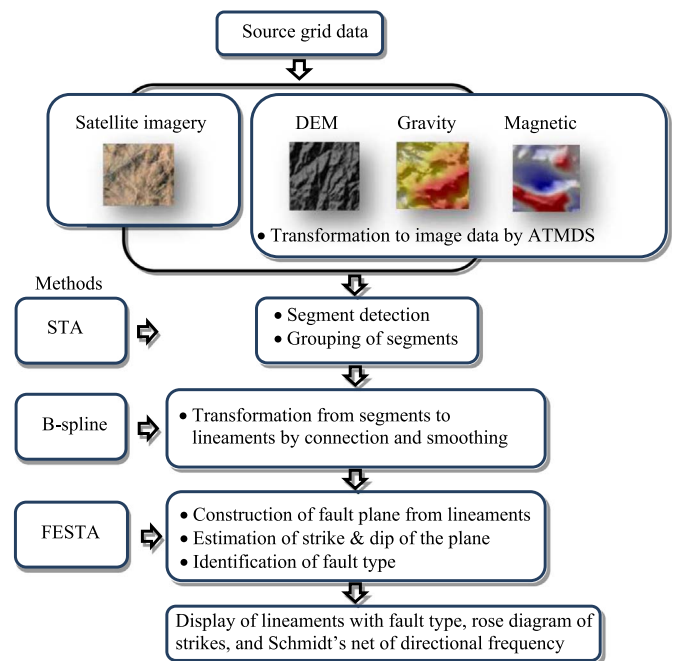 Source grid data
Satellite imagery
DEM
Gravity
Magnetic
• Transformation to image data by ATMDS
Methods
STA
• Segment detection
• Grouping of segments
B-spline
• Transformation from segments to
lineaments by connection and smoothing
FESTA
• Construction of fault plane from lineaments
• Estimation of strike & dip of the plane
• Identification of fault type
Display of lineaments with fault type, rose diagram of
strikes, and Schmidt's net of directional frequency